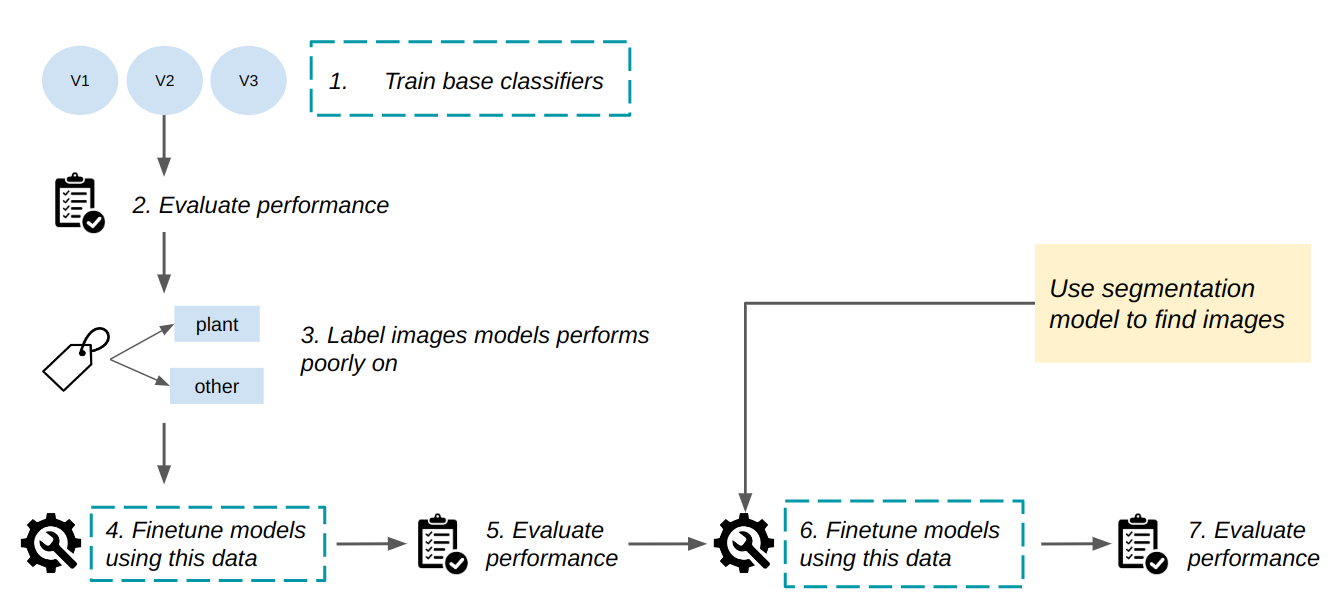 V1
V2
V3
1. Train base classifiers
2. Evaluate performance
plant
other
3. Label images models performs
poorly on
Use segmentation
model to find images
4. Finetune models
using this data
5. Evaluate
performance
6. Finetune models
using this data
7. Evaluate
performance